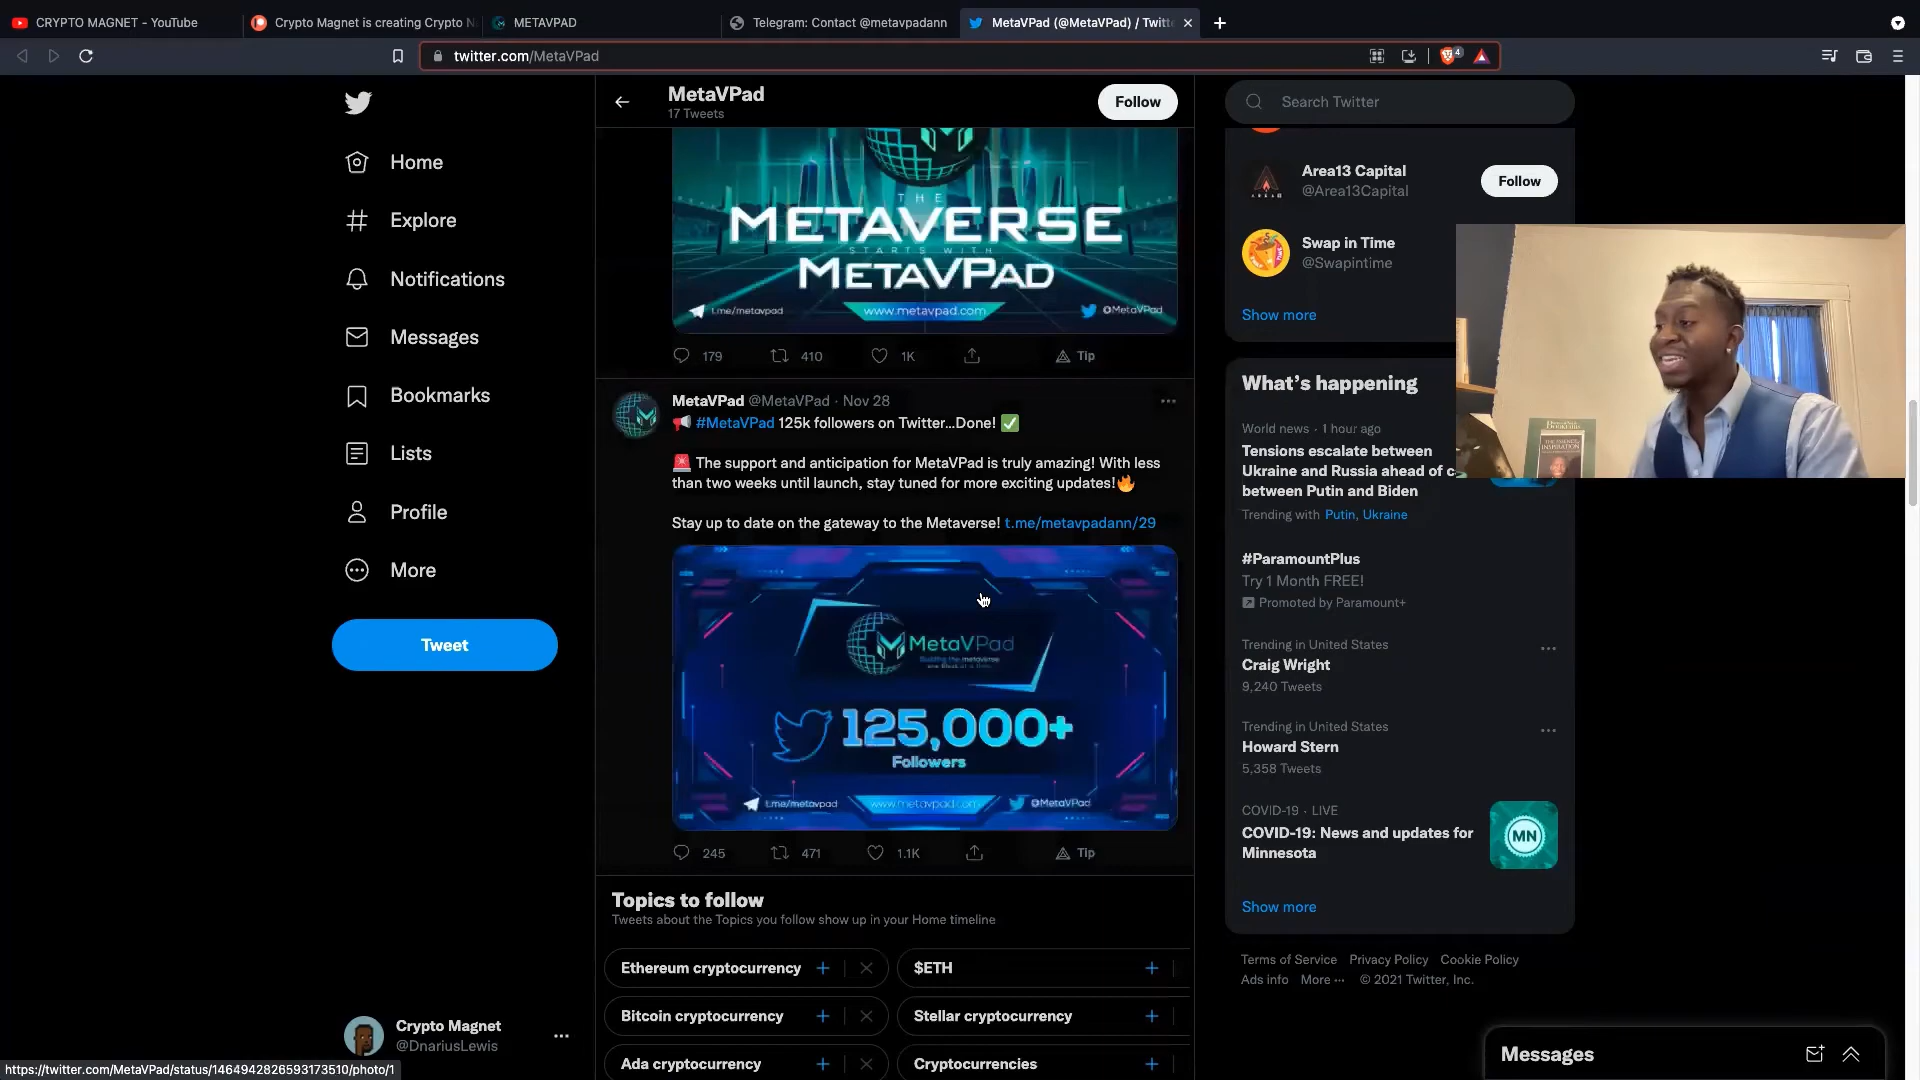 CRYPTO MAGNET - YouTube
Crypto Magnet is creating Crypto N
METAVPAD
Telegram: Contact @metavpadann
MetaVPad (@MetaVPad) / Twitt
twitter.com/MetaVPad
4
Home
Explore
Notifications
Messages
Bookmarks
Lists
Profile
More
Tweet
Crypto Magnet
@DnariusLewis
https://twitter.com/MetaVPad/status/1464942826593173510/photo/1
MetaVPad
17 Tweets
Follow
THE
METAVERSE
STARTS WITH
METAVPAD
t.me/metavpad
www.metavpad.com
@MetaVPad
179
410
1K
Tip
MetaVPad @MetaVPad · Nov 28
#MetaVPad 125k followers on Twitter...Done!
The support and anticipation for MetaVPad is truly amazing! With less
than two weeks until launch, stay tuned for more exciting updates!
Stay up to date on the gateway to the Metaverse! t.me/metavpadann/29
MetaVPad
Building the metaverse
one block at a time.
125,000+
Followers
t.me/metavpad
www.metavpad.com
@MetaVPad
245
471
1.1K
Tip
Topics to follow
Tweets about the Topics you follow show up in your Home timeline
Ethereum cryptocurrency
$ETH
Bitcoin cryptocurrency
Stellar cryptocurrency
Ada cryptocurrency
Cryptocurrencies
Search Twitter
Area13 Capital
@Area13Capital
Follow
Swap in Time
@Swapintime
Show more
What's happening
World news · 1 hour ago
Tensions escalate between
Ukraine and Russia ahead of c
between Putin and Biden
Trending with Putin, Ukraine
#ParamountPlus
Try 1 Month FREE!
Promoted by Paramount+
Trending in United States
Craig Wright
9,240 Tweets
Trending in United States
Howard Stern
5,358 Tweets
COVID-19 · LIVE
COVID-19: News and updates for
Minnesota
MN
Show more
Terms of Service Privacy Policy Cookie Policy
Ads info More ··· © 2021 Twitter, Inc.
Messages